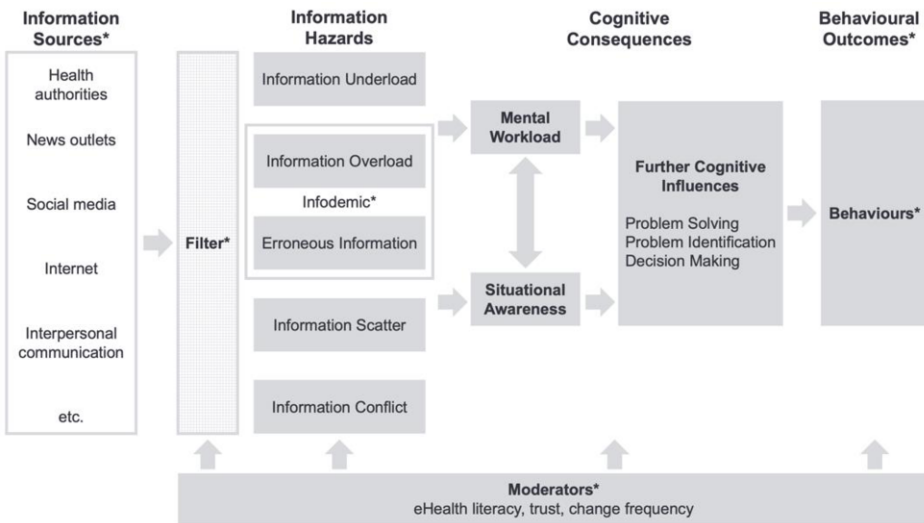 Information
Sources*
Information
Hazards
Cognitive
Consequences
Behavioural
Outcomes*
Health
authorities
News outlets
Social media
Internet
Interpersonal
communication
etc.
Filter*
Information Underload
Information Overload
Infodemic*
Erroneous Information
Information Scatter
Information Conflict
Mental
Workload
Situational
Awareness
Further Cognitive
Influences
Problem Solving
Problem Identification
Decision Making
Behaviours*
Moderators*
eHealth literacy, trust, change frequency